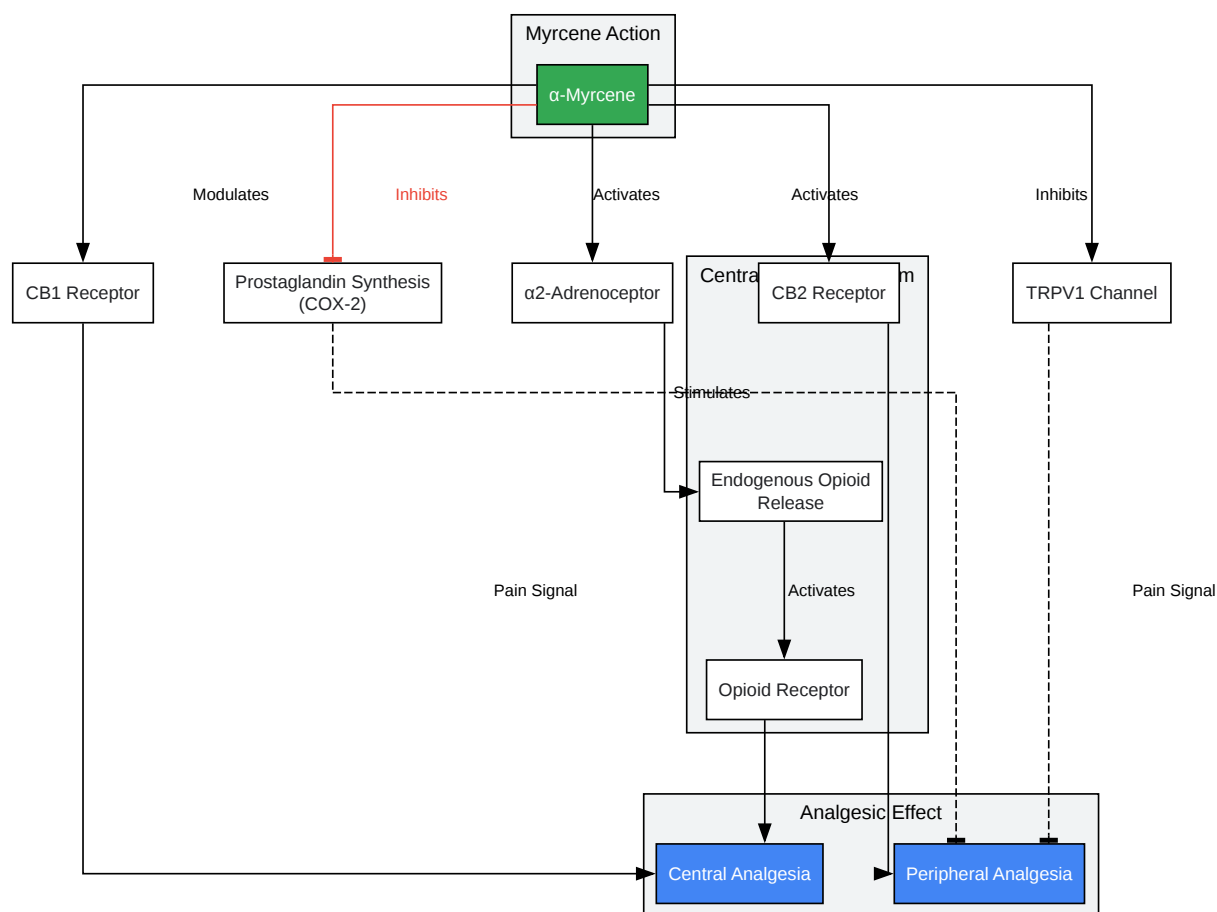 Myrcene Action
α-Myrcene
Modulates
Inhibits
Activates
Activates
Inhibits
CB1 Receptor
Prostaglandin Synthesis
(COX-2)
α2-Adrenoceptor
CB2 Receptor
TRPV1 Channel
Stimulates
Endogenous Opioid
Release
Pain Signal
Activates
Pain Signal
Opioid Receptor
Analgesic Effect
Central Analgesia
Peripheral Analgesia